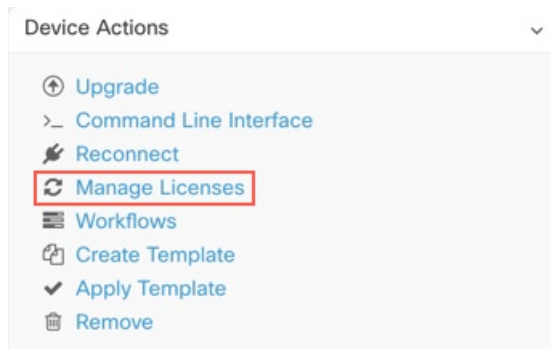 Device Actions
Upgrade
Command Line Interface
Reconnect
Manage Licenses
Workflows
Create Template
Apply Template
Remove